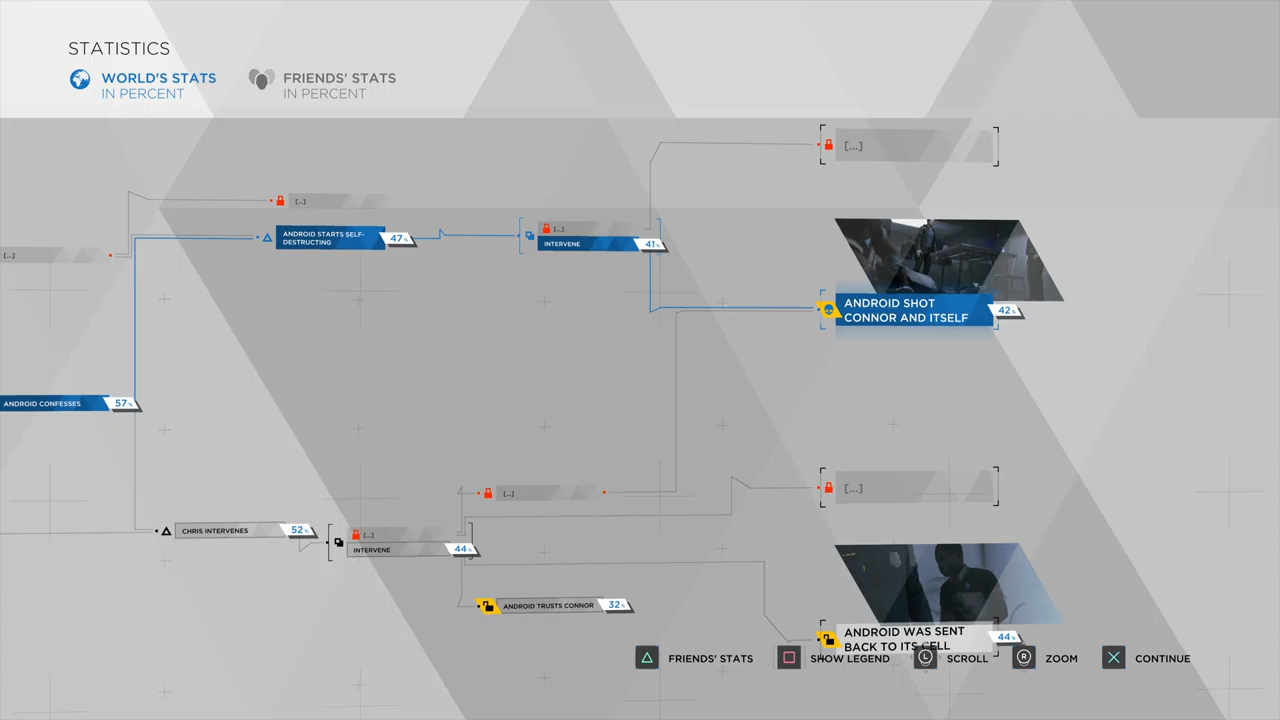 STATISTICS
WORLD'S STATS
IN PERCENT
FRIENDS' STATS
IN PERCENT
[...]
[...]
ANDROID STARTS SELF-
DESTRUCTING
47%
[...]
INTERVENE
41%
[...]
ANDROID SHOT
CONNOR AND ITSELF
42%
ANDROID CONFESSES
57%
[...]
[...]
CHRIS INTERVENES
52%
[...]
INTERVENE
44%
ANDROID TRUSTS CONNOR
32%
ANDROID WAS SENT
BACK TO ITS CELL
44%
FRIENDS' STATS
SHOW LEGEND
L
SCROLL
R
ZOOM
CONTINUE